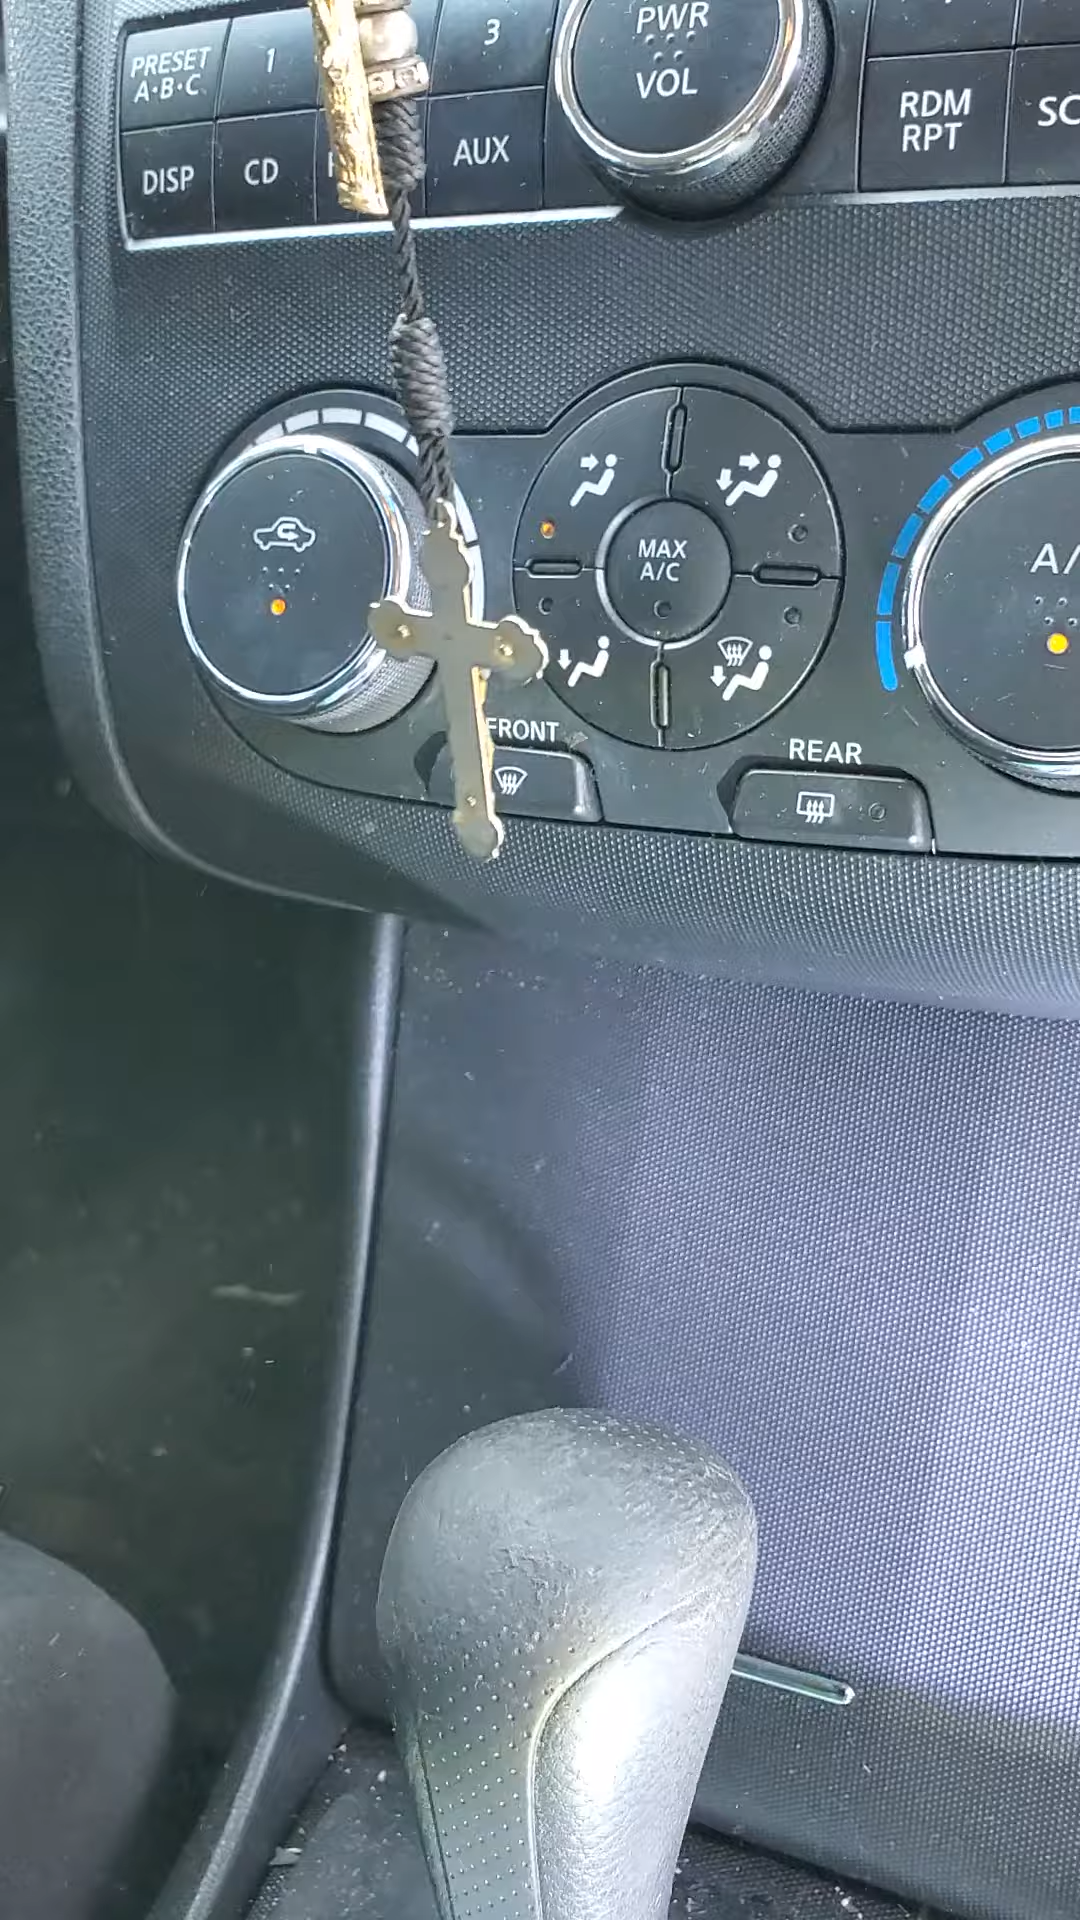 PRESET
A·B·C
1
3
PWR
VOL
RDM
RPT
DISP
CD
AUX
MAX
A/C
A/
FRONT
REAR